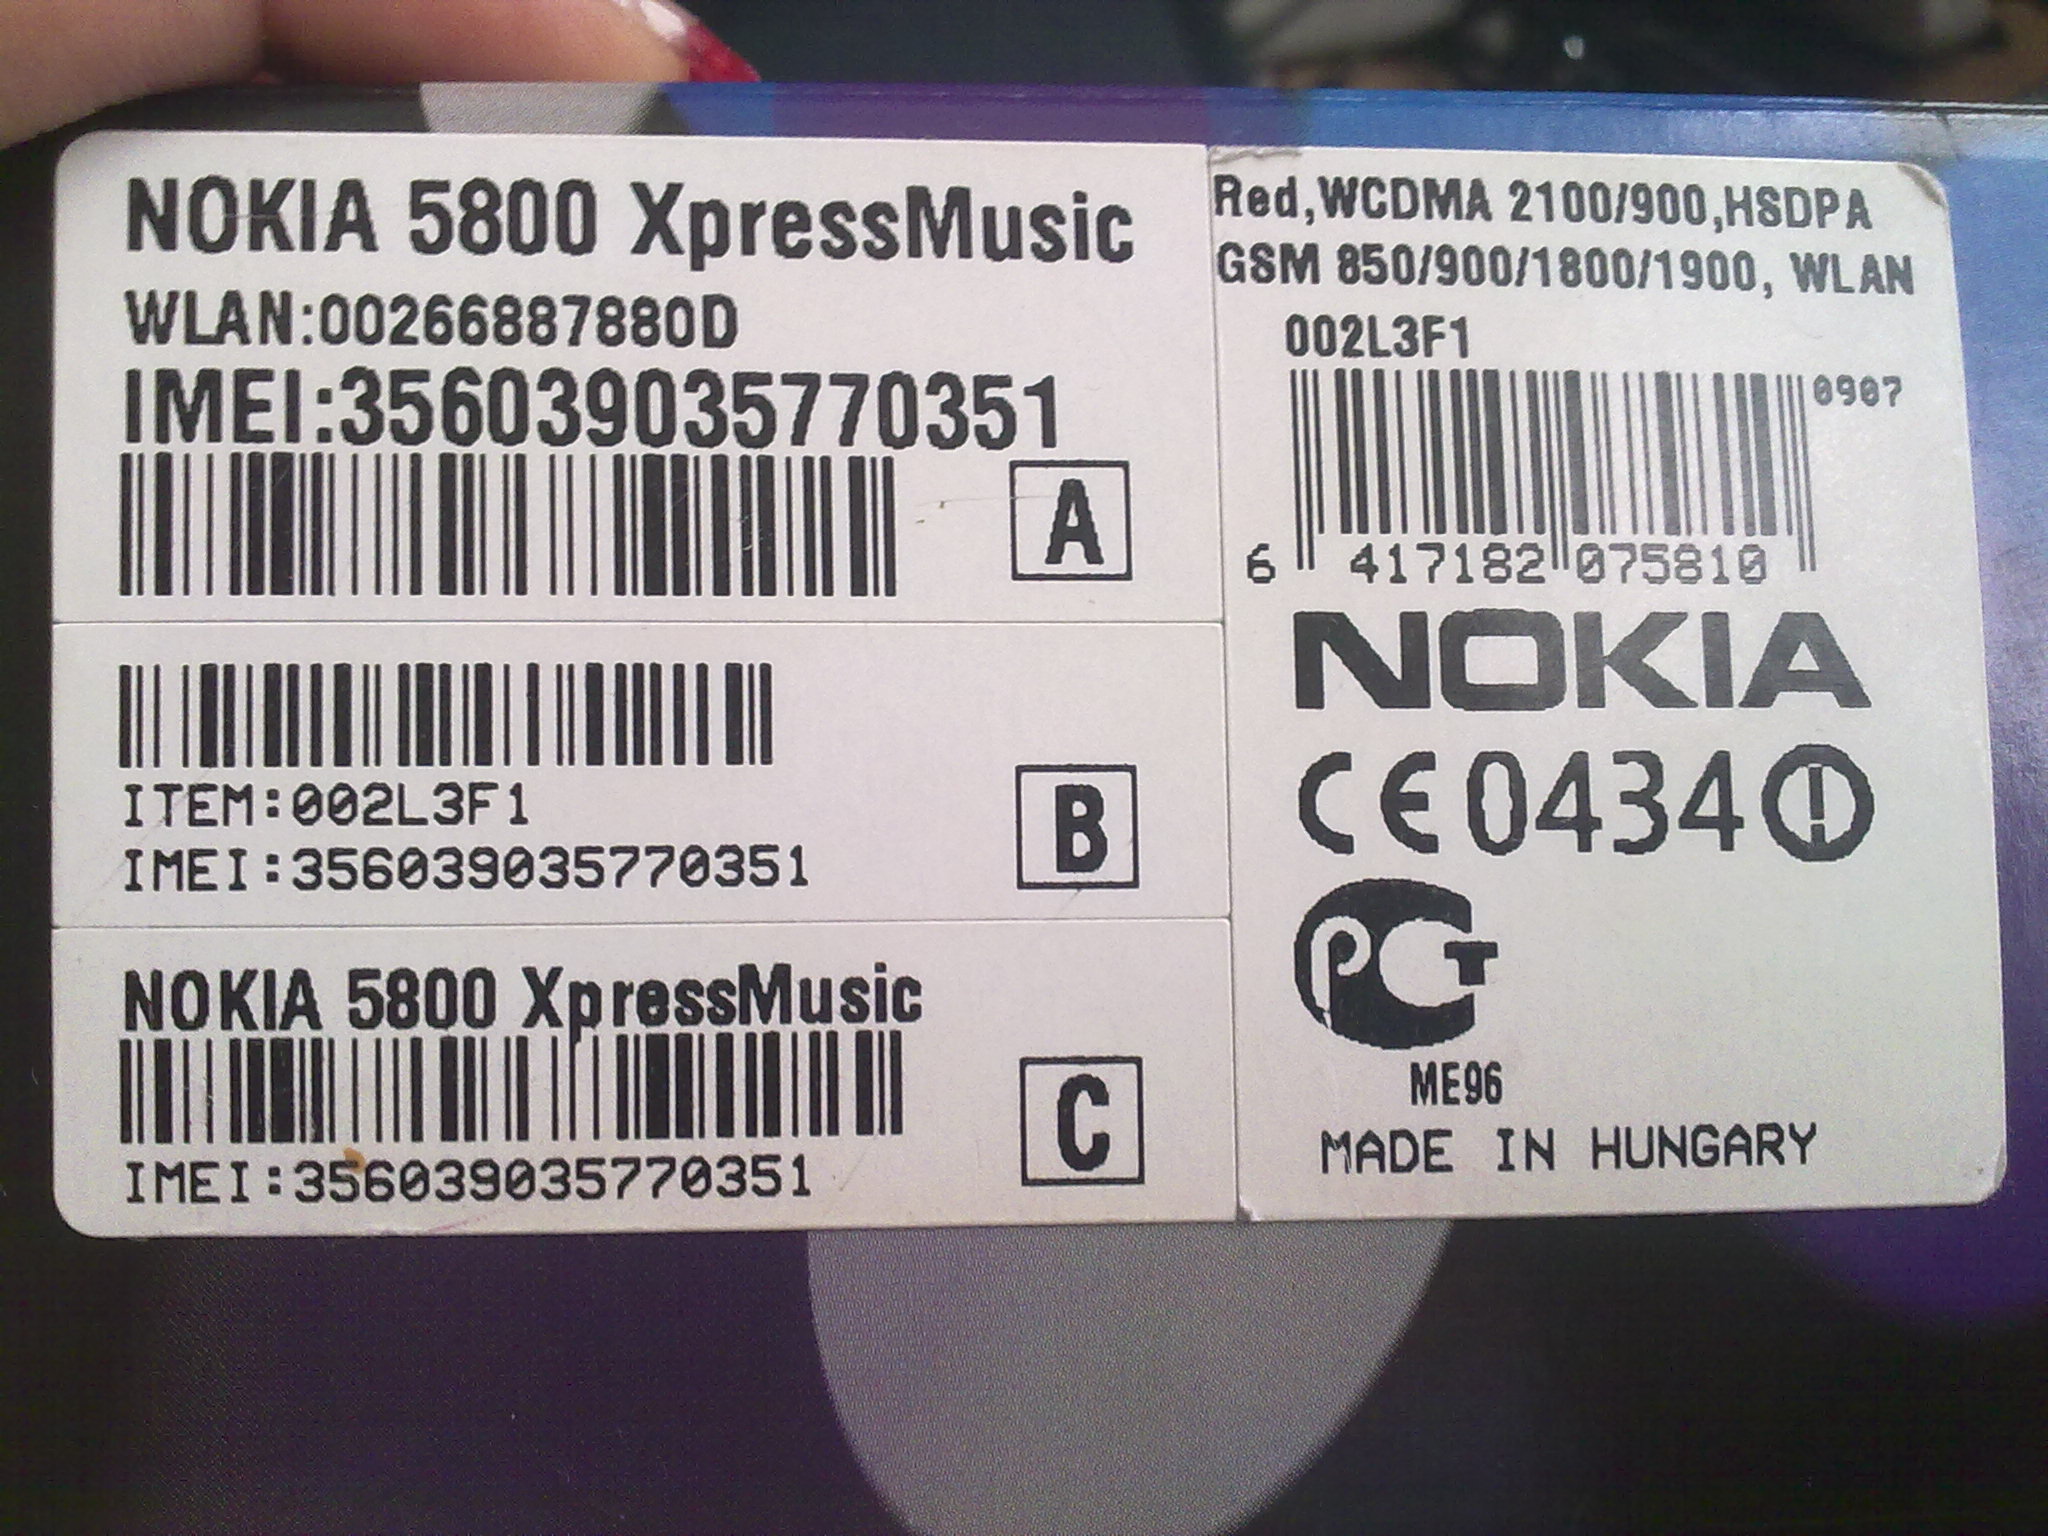 NOKIA 5800 XpressMusic
WLAN:00266887880D
IMEI:356039035770351
A
ITEM:002L3F1
IMEI:356039035770351
B
NOKIA 5800 XpressMusic
IMEI:356039035770351
C
Red,WCDMA 2100/900,HSDPA
GSM 850/900/1800/1900, WLAN
002L3F1
0907
6 417182 075810
NOKIA
CE0434
PCT
ME96
MADE IN HUNGARY